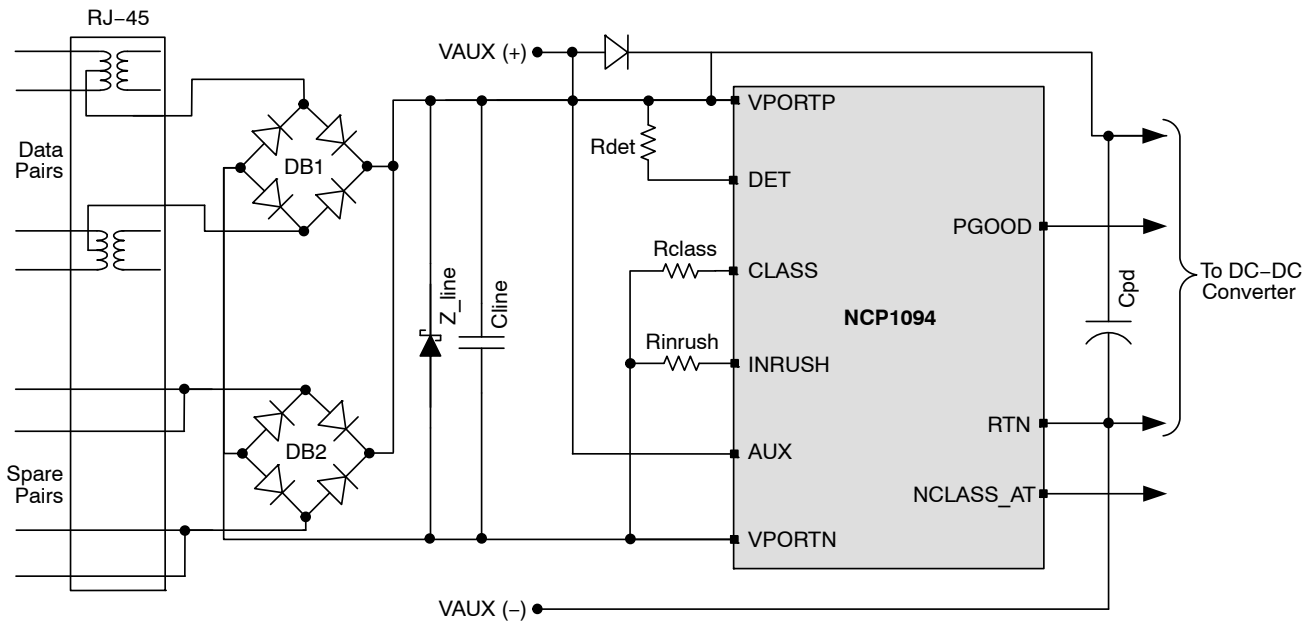 RJ−45
VAUX (+)
VPORTP
Rdet
Data
Pairs
DB1
DET
PGOOD
Rclass
CLASS
To DC−DC
Converter
Z_line
Cline
Cpd
NCP1094
Rinrush
INRUSH
RTN
DB2
AUX
Spare
Pairs
NCLASS_AT
VPORTN
VAUX (−)